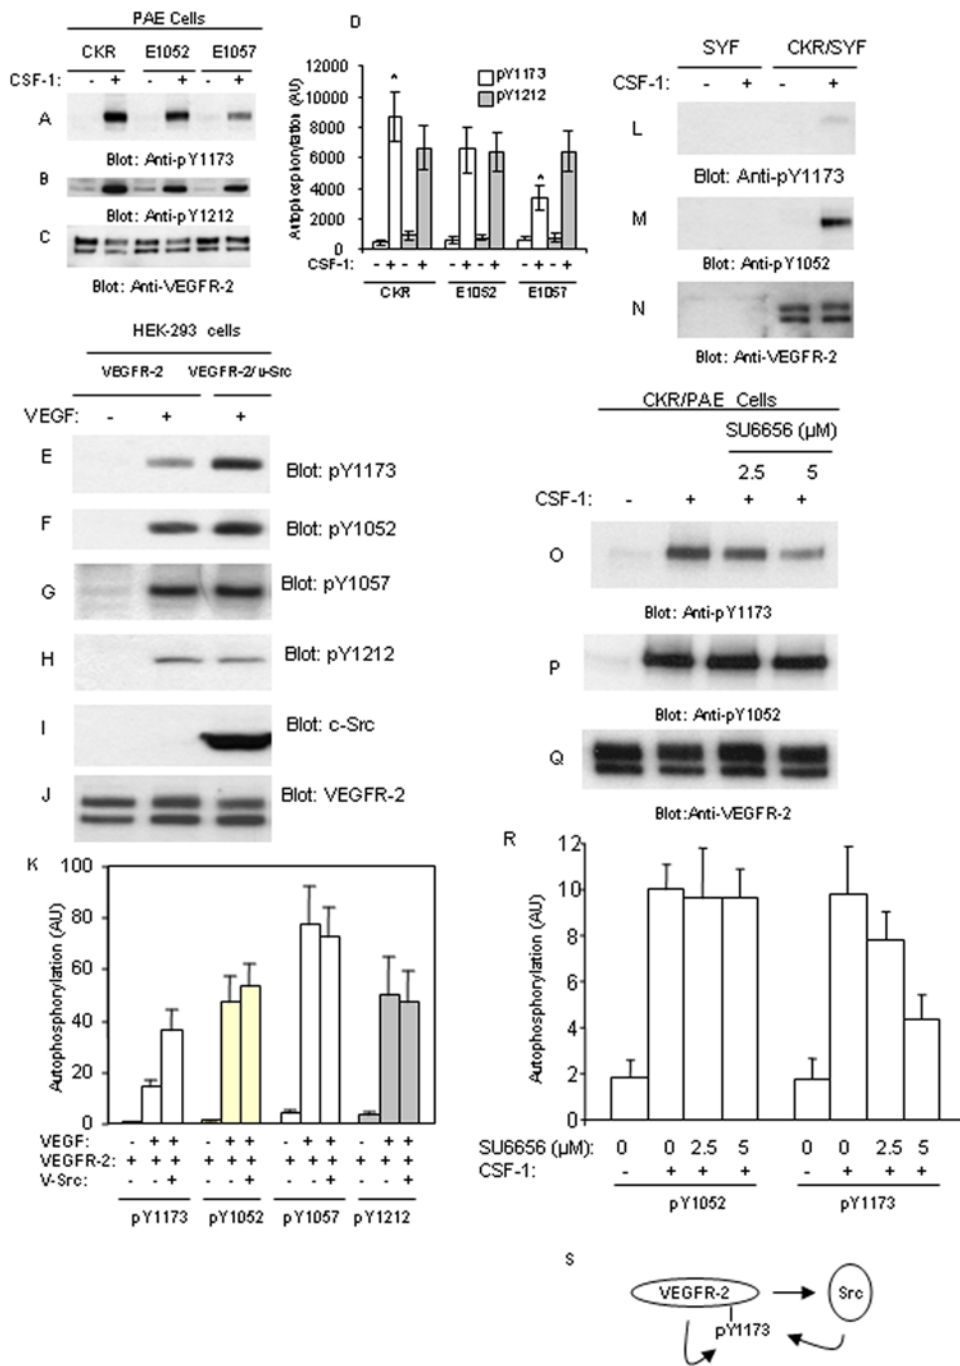 PAE Cells
CKR E1052 E1057
CSF-1: - + - + - +
A
Blot: Anti-pY1173
B
Blot: Anti-pY1212
C
Blot: Anti-VEGFR-2
D
Autophosphorylation (AU)
12000
10000
8000
6000
4000
2000
0
pY1173
pY1212
^
^
CSF-1: - + - + - + - + - + - +
CKR E1052 E1057
SYF CKR/SYF
CSF-1: - + - +
L
Blot: Anti-pY1173
M
Blot: Anti-pY1052
N
Blot: Anti-VEGFR-2
HEK-293 cells
VEGFR-2 VEGFR-2/u-Src
VEGF: - + +
E Blot: pY1173
F Blot: pY1052
G Blot: pY1057
H Blot: pY1212
I Blot: c-Src
J Blot: VEGFR-2
CKR/PAE Cells
SU6656 (µM)
2.5 5
CSF-1: - + + +
O
Blot: Anti-pY1173
P
Blot: Anti-pY1052
Q
Blot:Anti-VEGFR-2
K
Autophosphorylation (AU)
100
80
60
40
20
0
VEGF: - + + - + + - + + - + +
VEGFR-2: + + + + + + + + + + + +
V-Src: - - + - - + - - + - - +
pY1173 pY1052 pY1057 pY1212
R
Autophosphorylation (AU)
12
10
8
6
4
2
0
SU6656 (µM): 0 0 2.5 5 0 0 2.5 5
CSF-1: - + + + - + + +
pY1052 pY1173
S
VEGFR-2 Src
pY1173